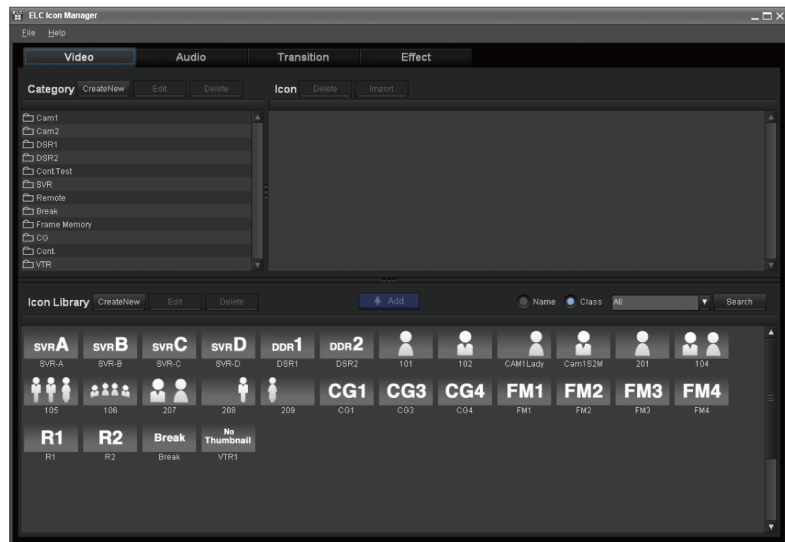 ELC Icon Manager
File Help
Video Audio Transition Effect
Category CreateNew Edit Delete Icon Delete Import
Cam1
Cam2
DSR1
DSR2
Cont.Test
SVR
Remote
Break
Frame Memory
CG
Cont.
VTR
Icon Library CreateNew Edit Delete Add Name Class All Search
SVRA SVRB SVRC SVRD DDR1 DDR2
SVR-A SVR-B SVR-C SVR-D DSR1 DSR2 101 102 CAM1Lady Cam1S2M 201 104
CG1 CG3 CG4 FM1 FM2 FM3 FM4
105 106 207 208 209 CG1 CG3 CG4 FM1 FM2 FM3 FM4
R1 R2 Break No Thumbnail
R1 R2 Break VTR1